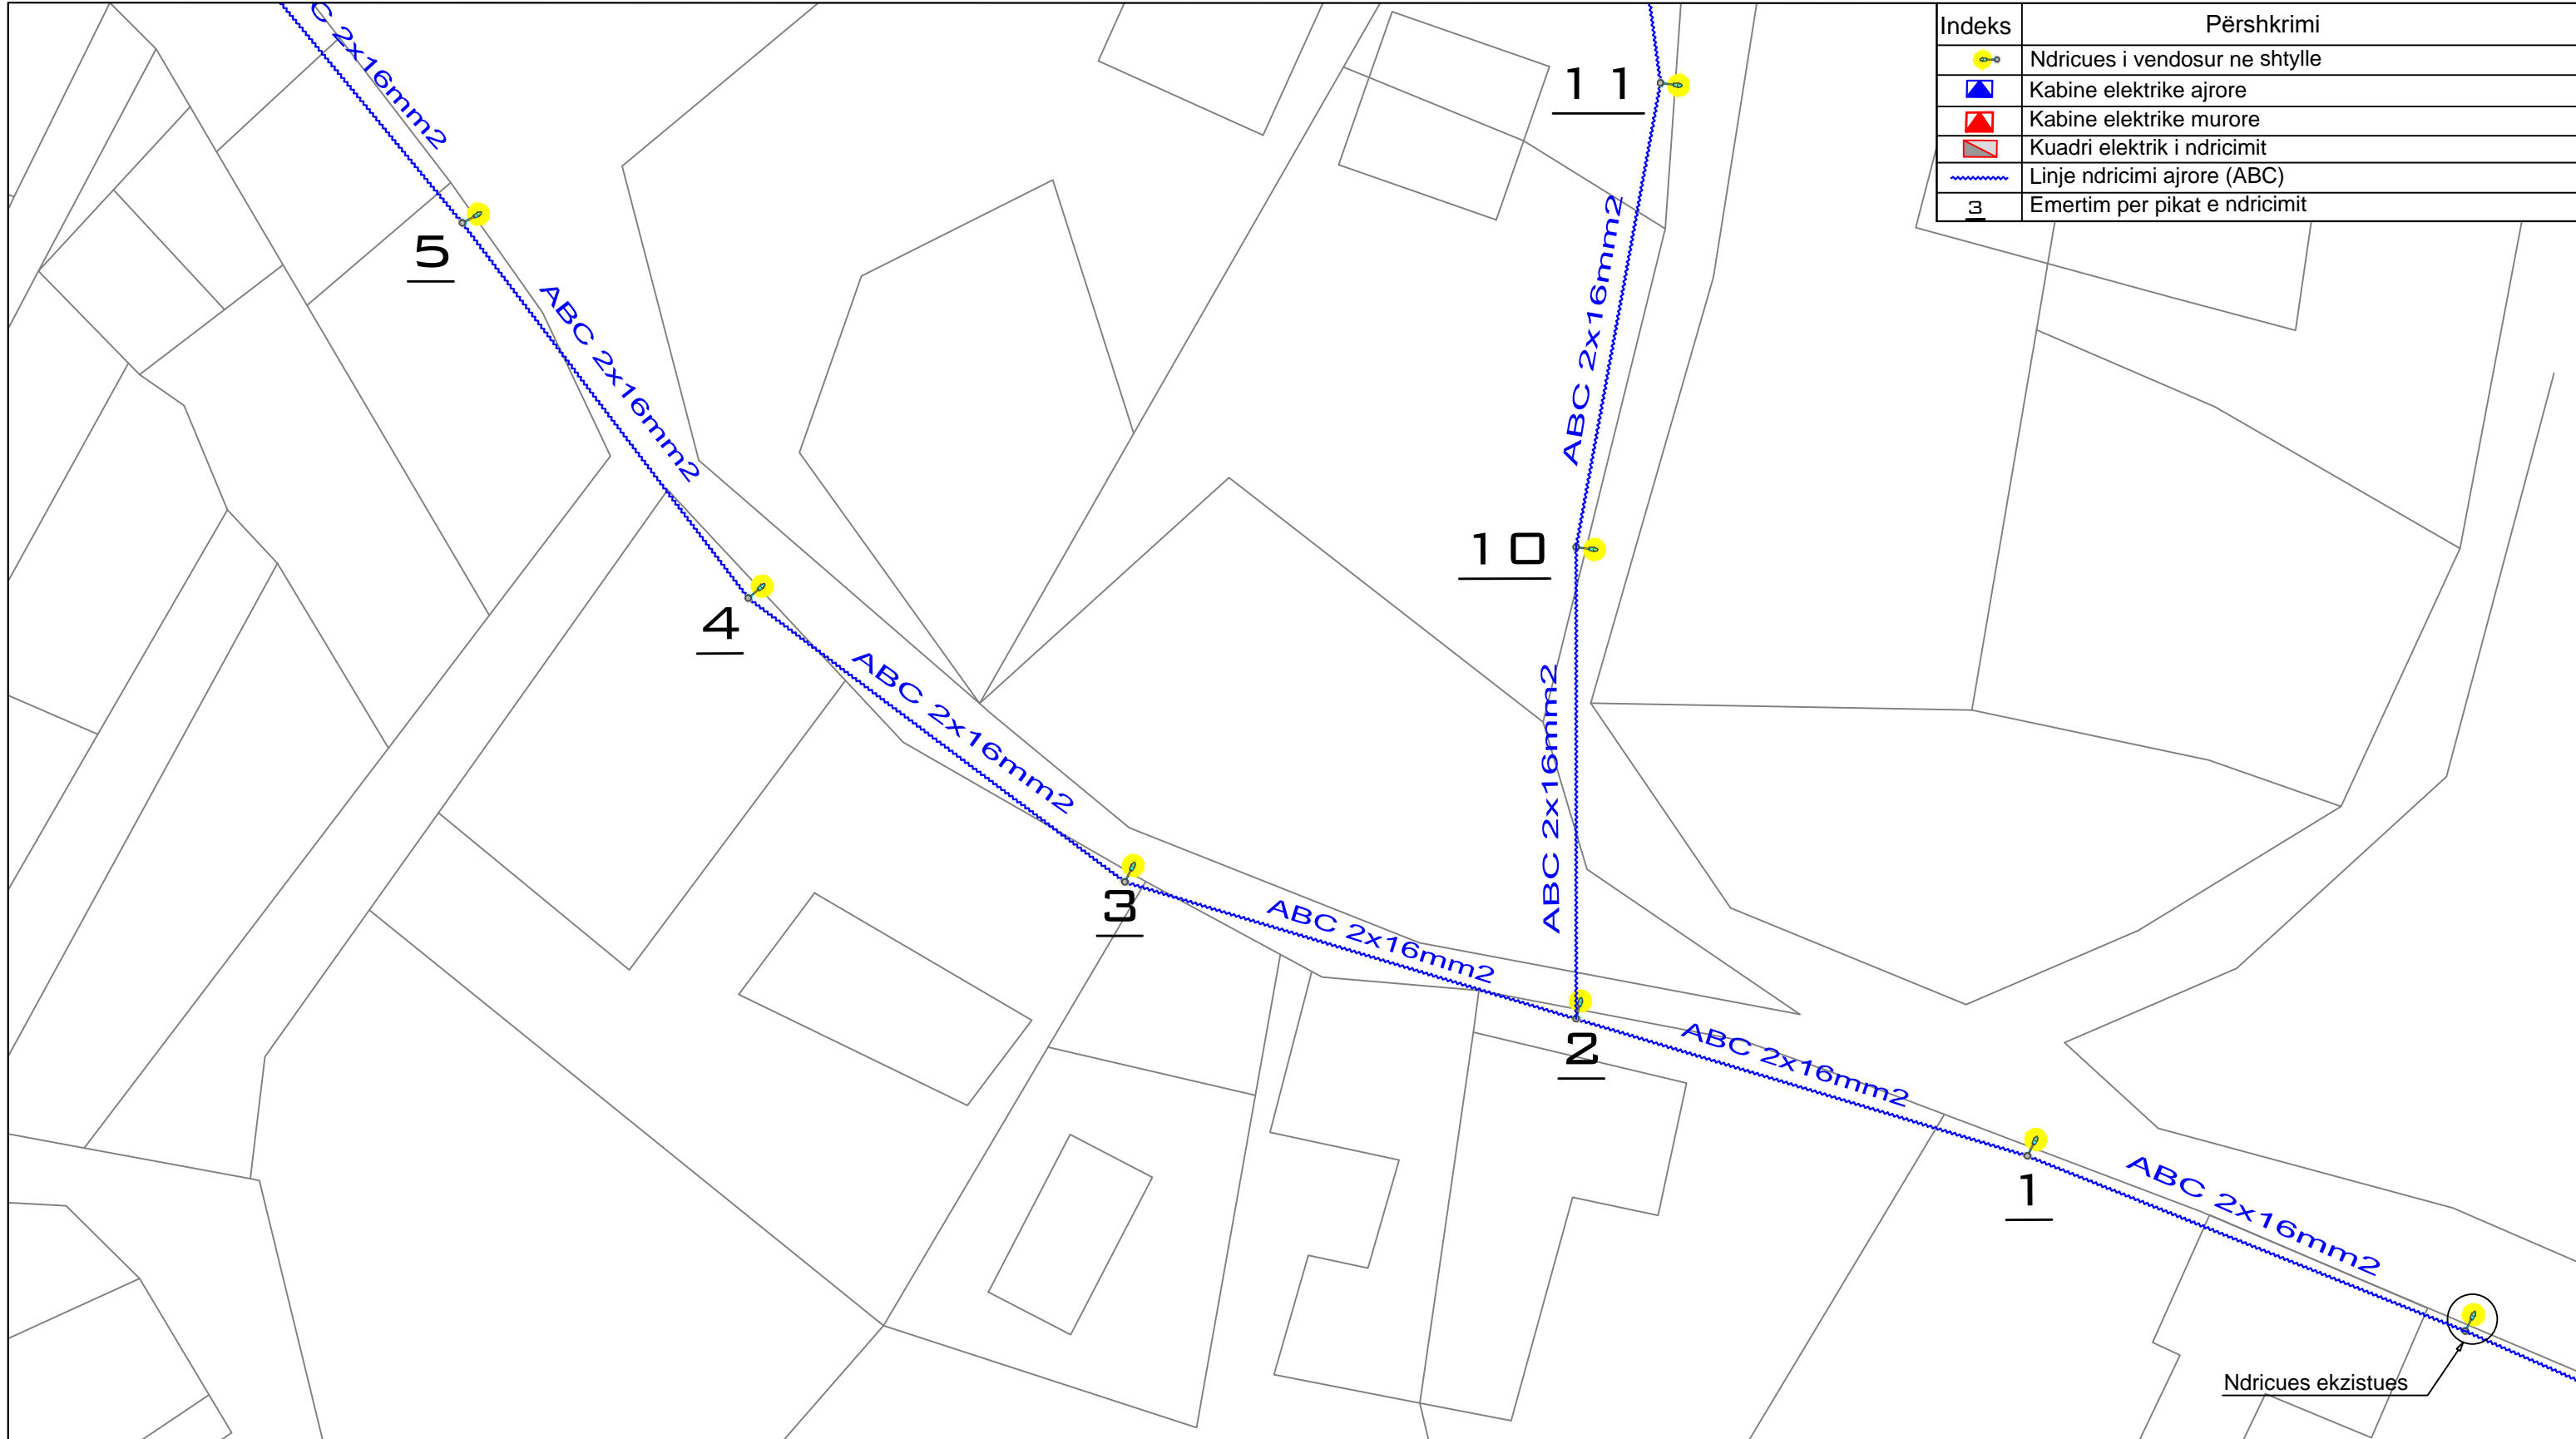 Indeks Përshkrimi
Ndricues i vendosur ne shtylle
Kabine elektrike ajrore
Kabine elektrike murore
Kuadri elektrik i ndricimit
Linje ndricimi ajrore (ABC)
3 Emertim per pikat e ndricimit
C 2x16mm2
11
5
ABC 2x16mm2
ABC 2x16mm2
10
4
ABC 2x16mm2
ABC 2x16mm2
3
ABC 2x16mm2
2
ABC 2x16mm2
1
ABC 2x16mm2
Ndricues ekzistues